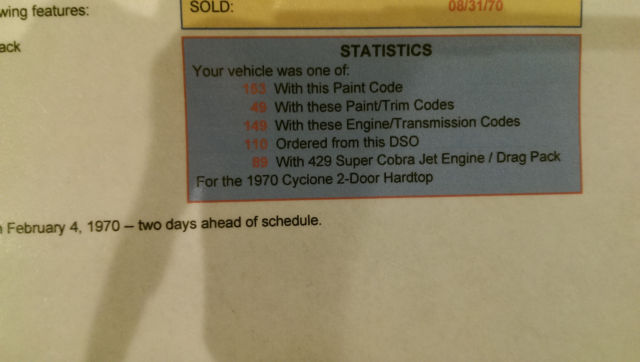 wing features:
SOLD: 08/31/70
ack
STATISTICS
Your vehicle was one of:
163 With this Paint Code
49 With these Paint/Trim Codes
149 With these Engine/Transmission Codes
110 Ordered from this DSO
89 With 429 Super Cobra Jet Engine / Drag Pack
For the 1970 Cyclone 2-Door Hardtop
n February 4, 1970 – two days ahead of schedule.